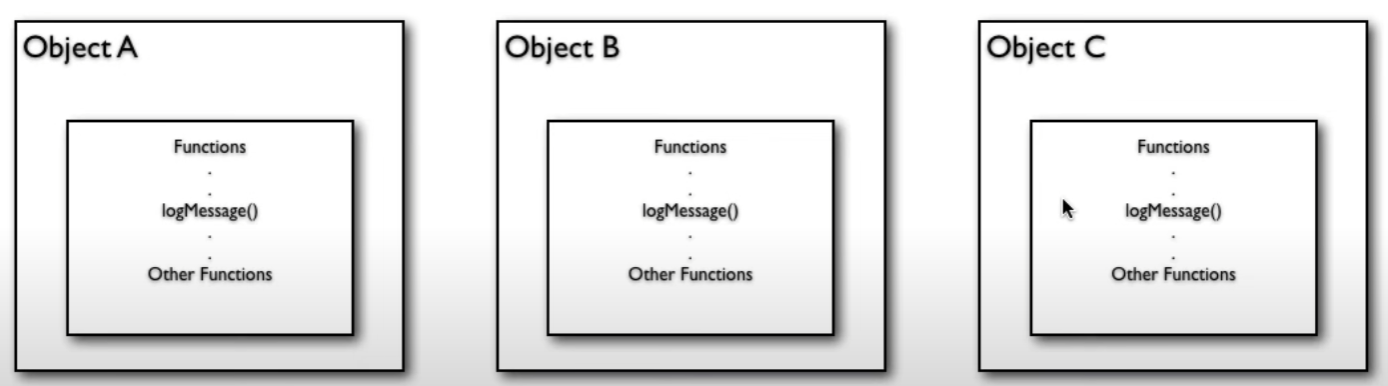 Object A
Functions
.
.
logMessage()
.
.
Other Functions
Object B
Functions
.
.
logMessage()
.
.
Other Functions
Object C
Functions
.
.
logMessage()
.
.
Other Functions